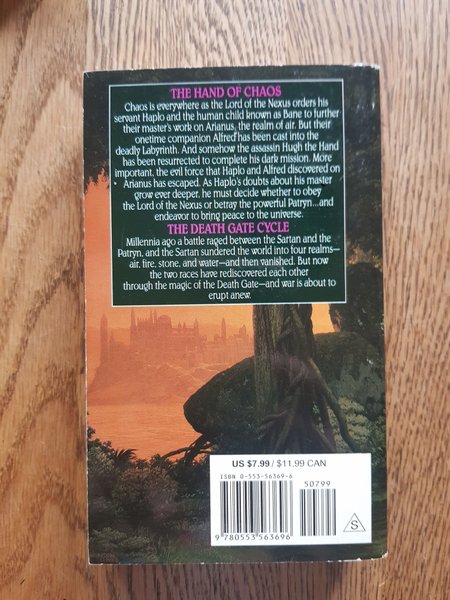 THE HAND OF CHAOS
Chaos is everywhere as the Lord of the Nexus orders his
servant Haplo and the human child known as Bane to further
their master's work on Arianus, the realm of air. But their
onetime companion Alfred has been cast into the
deadly Labyrinth. And somehow the assassin Hugh the Hand
has been resurrected to complete his dark mission. More
important, the evil force that Haplo and Alfred discovered on
Arianus has escaped. As Haplo's doubts about his master
grow ever deeper, he must decide whether to obey
the Lord of the Nexus or betray the powerful Patryn...and
endeavor to bring peace to the universe.
THE DEATH GATE CYCLE
Millennia ago a battle raged between the Sartan and the
Patryn, and the Sartan sundered the world into four realms—
air, fire, stone, and water—and then vanished. But now
the two races have rediscovered each other
through the magic of the Death Gate—and war is about to
erupt anew.
US $7.99 / $11.99 CAN
ISBN 0-553-56369-6
50799
9 780553 563696
S